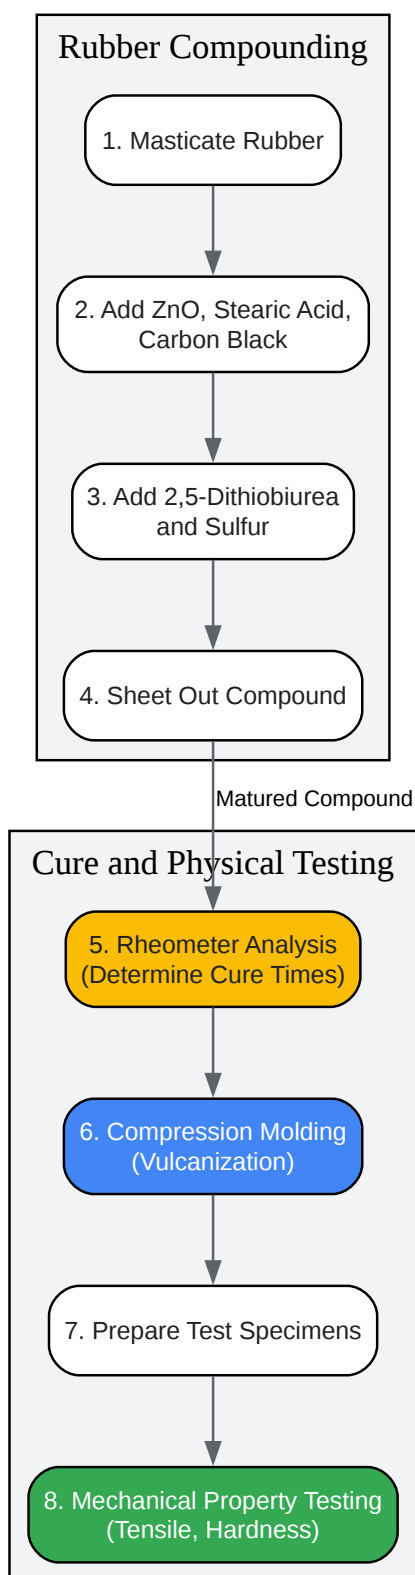 Rubber Compounding
1. Masticate Rubber
2. Add ZnO, Stearic Acid,
Carbon Black
3. Add 2,5-Dithiobiurea
and Sulfur
4. Sheet Out Compound
Matured Compound
Cure and Physical Testing
5. Rheometer Analysis
(Determine Cure Times)
6. Compression Molding
(Vulcanization)
7. Prepare Test Specimens
8. Mechanical Property Testing
(Tensile, Hardness)